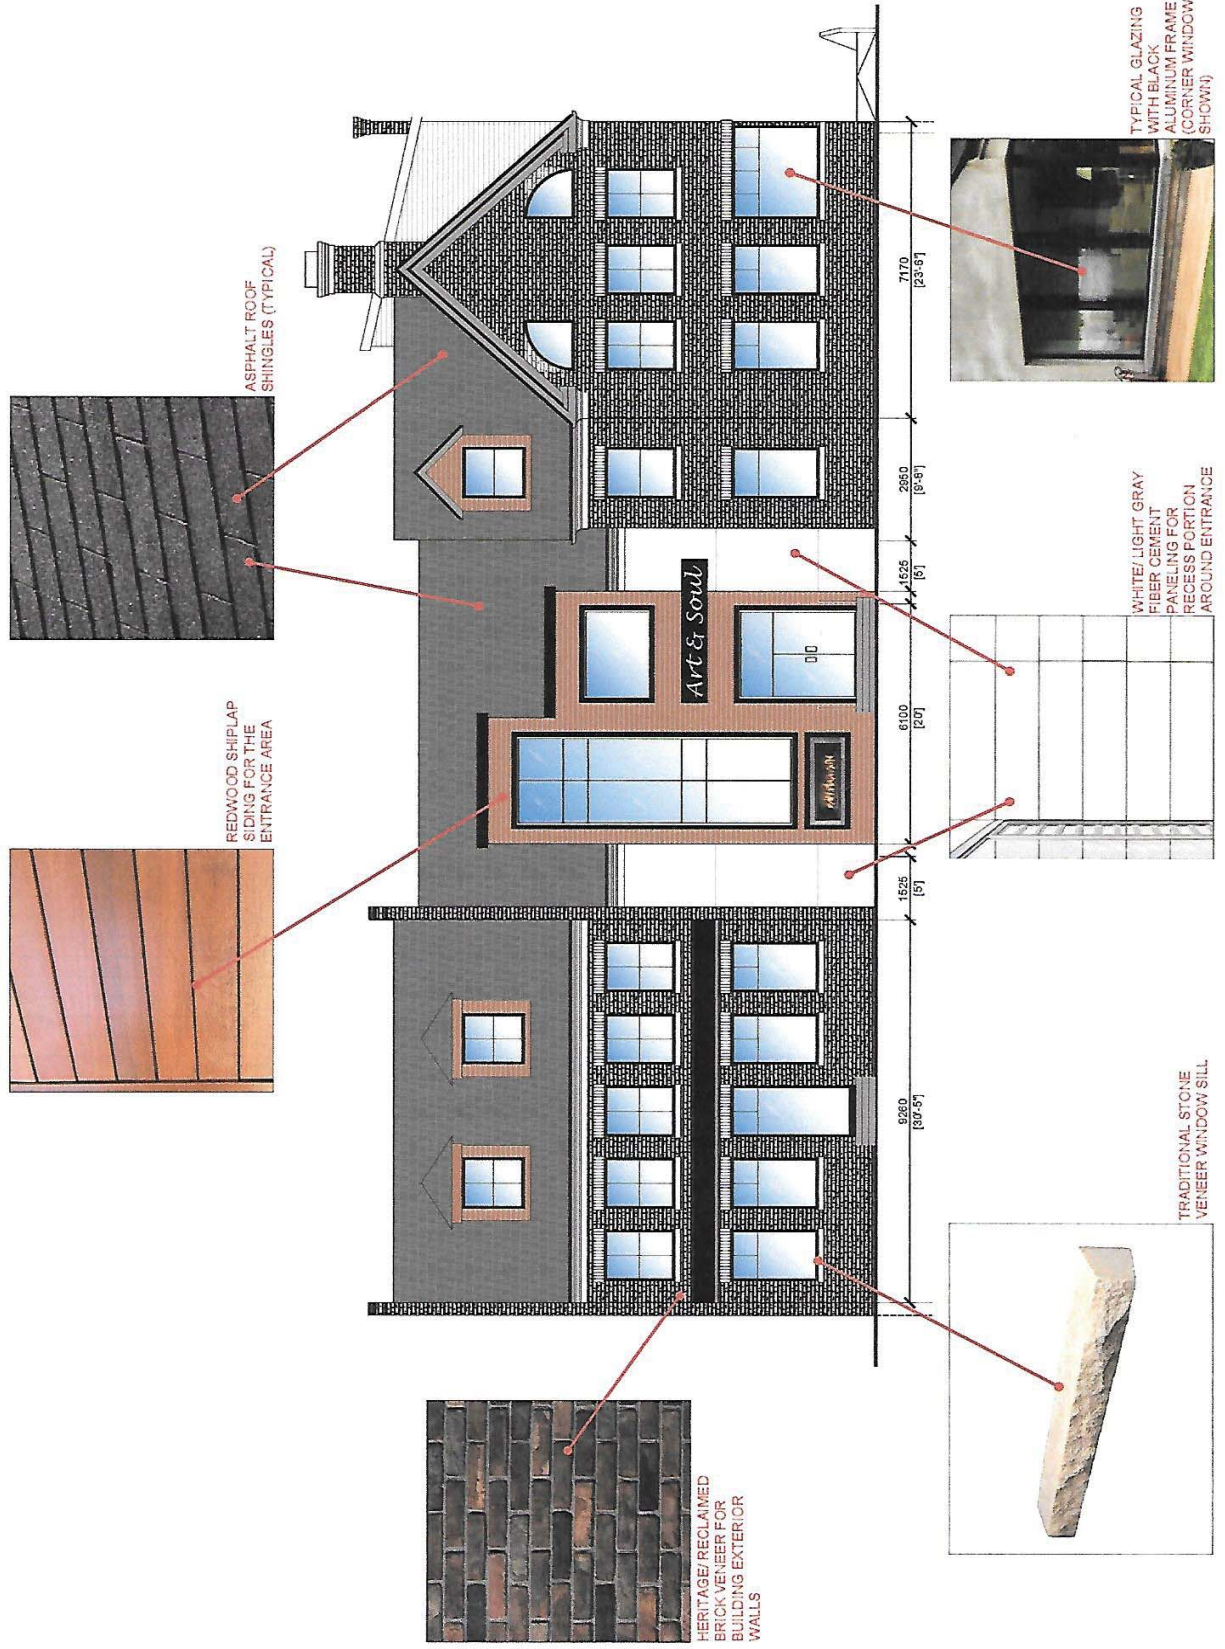 HERITAGE/ RECLAIMED
BRICK VENEER FOR
BUILDING EXTERIOR
WALLS
REDWOOD SHIPLAP
SIDING FOR THE
ENTRANCE AREA
ASPHALT ROOF
SHINGLES (TYPICAL)
Art & Soul
9260
[30'-5"]
1525
[5']
6100
[20']
1525
[5']
2950
[9'-8"]
7170
[23'-6"]
TRADITIONAL STONE
VENEER WINDOW SILL
WHITE/ LIGHT GRAY
FIBER CEMENT
PANELING FOR
RECESS PORTION
AROUND ENTRANCE
TYPICAL GLAZING
WITH BLACK
ALUMINUM FRAME
(CORNER WINDOW
SHOWN)